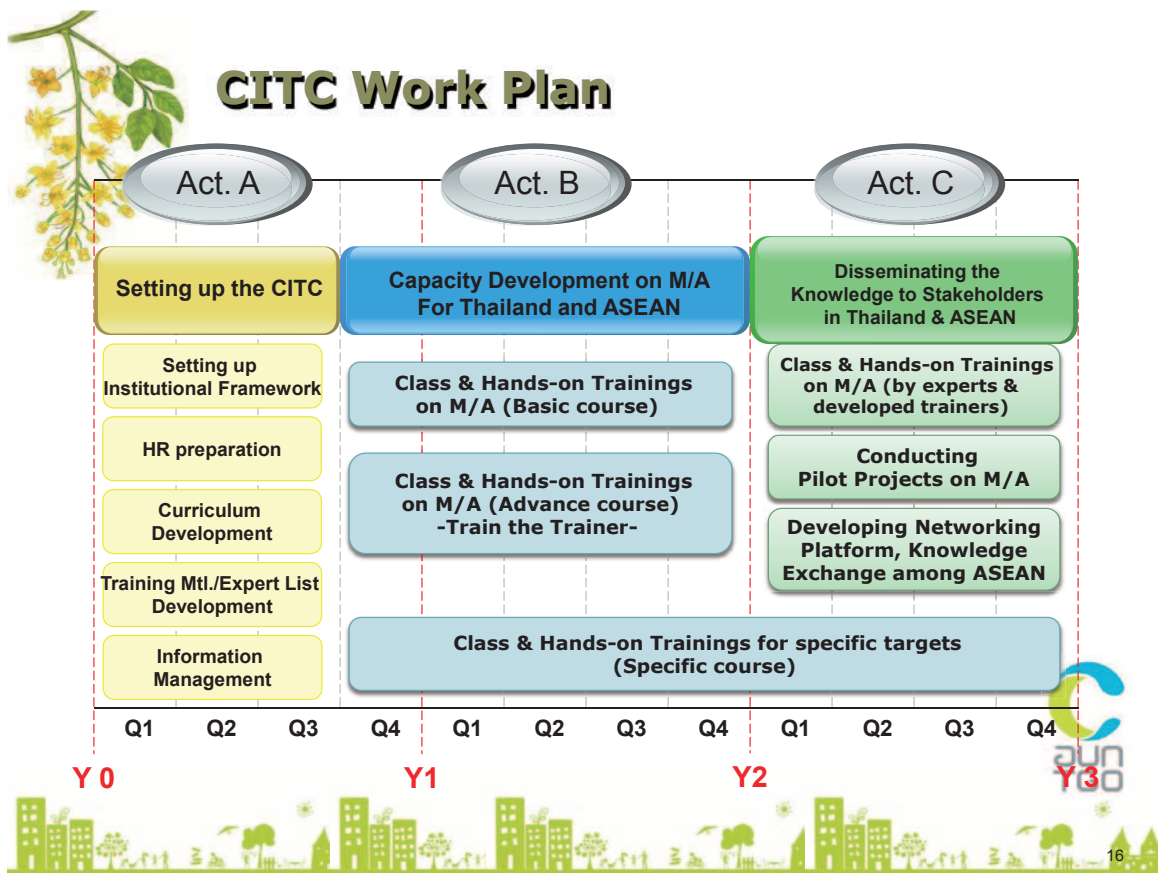 CITC Work Plan
Act. A
Act. B
Act. C
Setting up the CITC
Capacity Development on M/A
For Thailand and ASEAN
Disseminating the
Knowledge to Stakeholders
in Thailand & ASEAN
Setting up
Institutional Framework
HR preparation
Curriculum
Development
Training Mtl./Expert List
Development
Information
Management
Class & Hands-on Trainings
on M/A (Basic course)
Class & Hands-on Trainings
on M/A (Advance course)
-Train the Trainer-
Class & Hands-on Trainings
on M/A (by experts &
developed trainers)
Conducting
Pilot Projects on M/A
Developing Networking
Platform, Knowledge
Exchange among ASEAN
Class & Hands-on Trainings for specific targets
(Specific course)
Q1 Q2 Q3 Q4 Q1 Q2 Q3 Q4 Q1 Q2 Q3 Q4
Y 0 Y1 Y2 Y 3
16